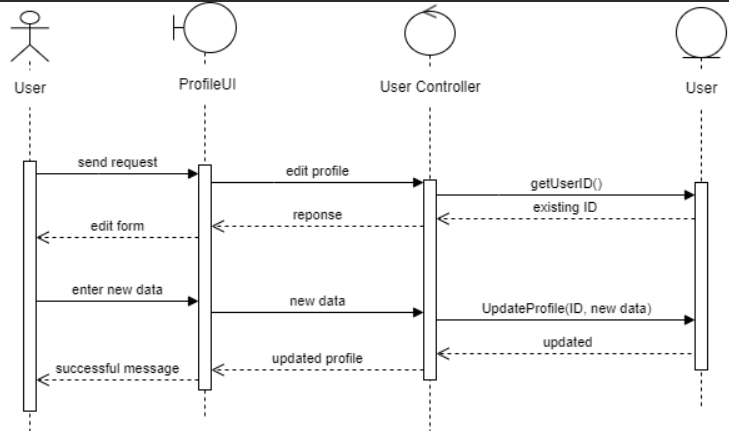 User
ProfileUI
User Controller
User
send request
edit profile
getUserID()
existing ID
reponse
edit form
enter new data
new data
UpdateProfile(ID, new data)
updated
updated profile
successful message